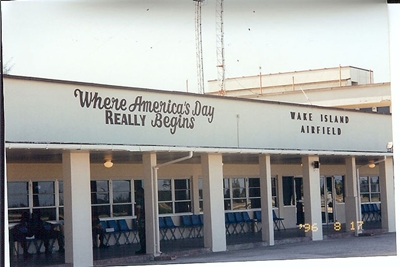 Where America's Day
REALLY Begins
WAKE ISLAND
AIRFIELD
'96 8 17